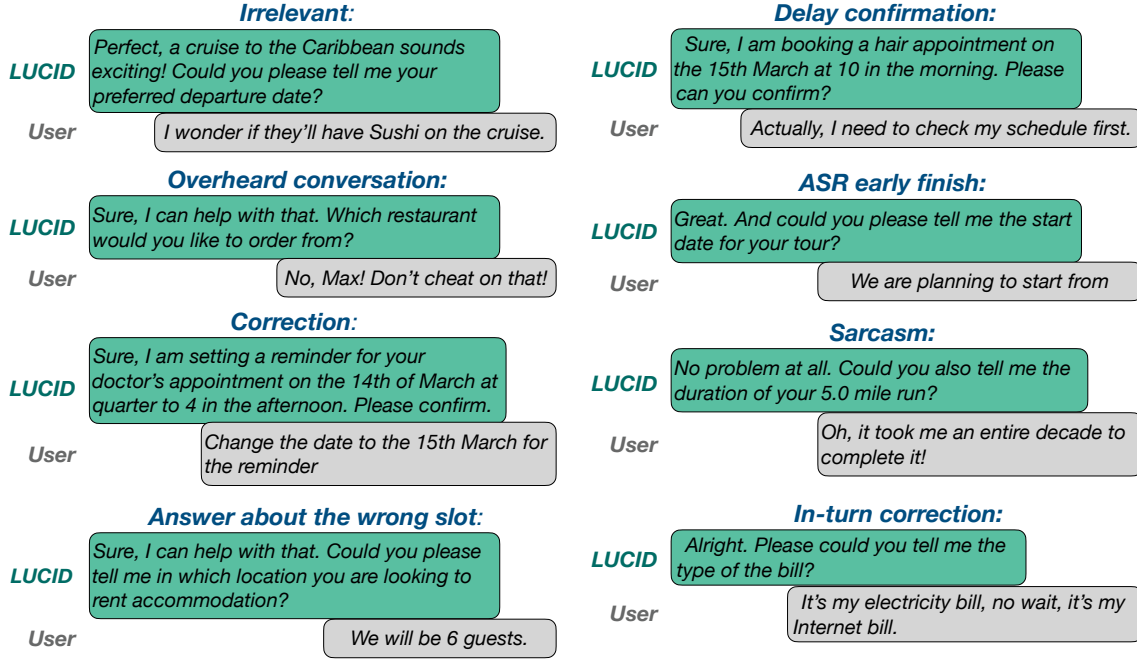 Irrelevant:
LUCID
Perfect, a cruise to the Caribbean sounds
exciting! Could you please tell me your
preferred departure date?
User
I wonder if they'll have Sushi on the cruise.
Overheard conversation:
LUCID
Sure, I can help with that. Which restaurant
would you like to order from?
User
No, Max! Don't cheat on that!
Correction:
LUCID
Sure, I am setting a reminder for your
doctor's appointment on the 14th of March at
quarter to 4 in the afternoon. Please confirm.
User
Change the date to the 15th March for
the reminder
Answer about the wrong slot:
LUCID
Sure, I can help with that. Could you please
tell me in which location you are looking to
rent accommodation?
User
We will be 6 guests.
Delay confirmation:
LUCID
Sure, I am booking a hair appointment on
the 15th March at 10 in the morning. Please
can you confirm?
User
Actually, I need to check my schedule first.
ASR early finish:
LUCID
Great. And could you please tell me the start
date for your tour?
User
We are planning to start from
Sarcasm:
LUCID
No problem at all. Could you also tell me the
duration of your 5.0 mile run?
User
Oh, it took me an entire decade to
complete it!
In-turn correction:
LUCID
Alright. Please could you tell me the
type of the bill?
User
It's my electricity bill, no wait, it's my
Internet bill.